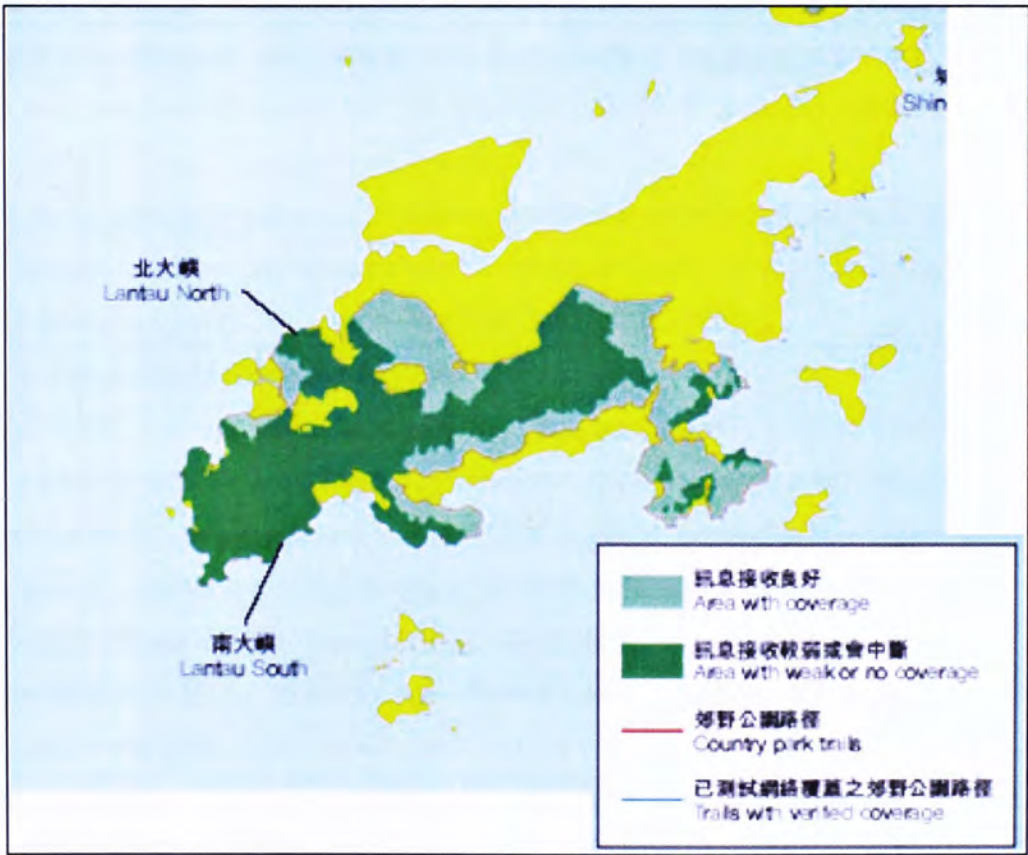 Shin
北大嶼
Lantau North
南大嶼
Lantau South
訊息接收良好
Area with coverage
訊息接收較弱或會中斷
Area with weak or no coverage
郊野公園路徑
Country park trails
已測試網絡覆蓋之郊野公園路徑
Trails with verified coverage